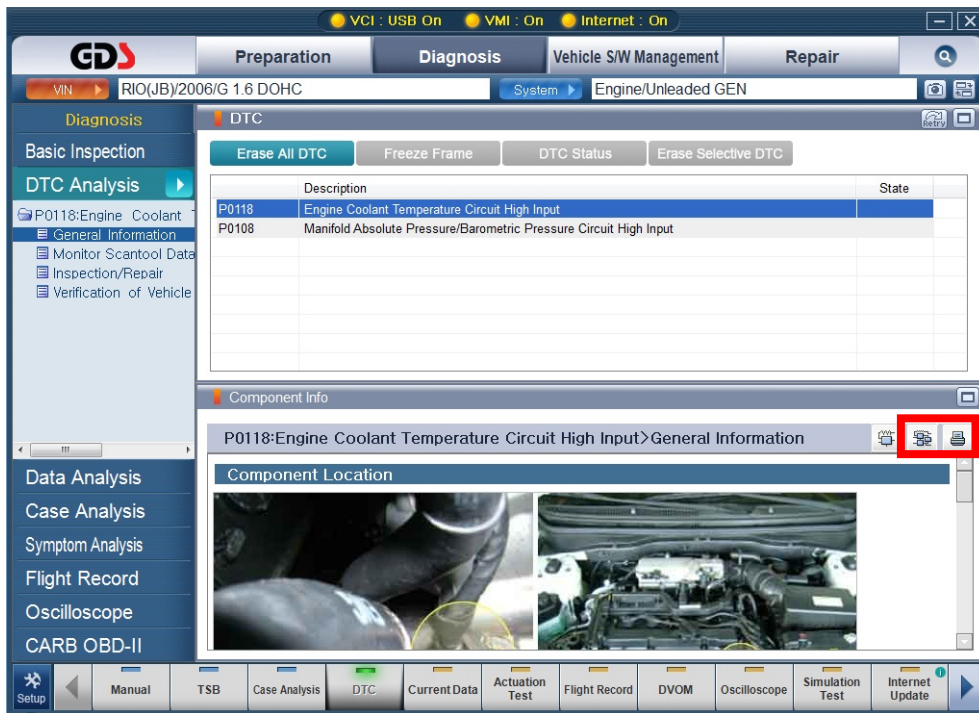 VCI : USB On VMI : On Internet : On
GDS Preparation Diagnosis Vehicle S/W Management Repair
VIN RIO(JB)/2006/G 1.6 DOHC System Engine/Unleaded GEN
Diagnosis
Basic Inspection
DTC Analysis
P0118:Engine Coolant T
General Information
Monitor Scantool Data
Inspection/Repair
Verification of Vehicle
Data Analysis
Case Analysis
Symptom Analysis
Flight Record
Oscilloscope
CARB OBD-II
DTC Retry
Erase All DTC Freeze Frame DTC Status Erase Selective DTC
Description State
P0118 Engine Coolant Temperature Circuit High Input
P0108 Manifold Absolute Pressure/Barometric Pressure Circuit High Input
Component Info
P0118:Engine Coolant Temperature Circuit High Input>General Information
Component Location
Setup Manual TSB Case Analysis DTC Current Data Actuation Test Flight Record DVOM Oscilloscope Simulation Test Internet Update